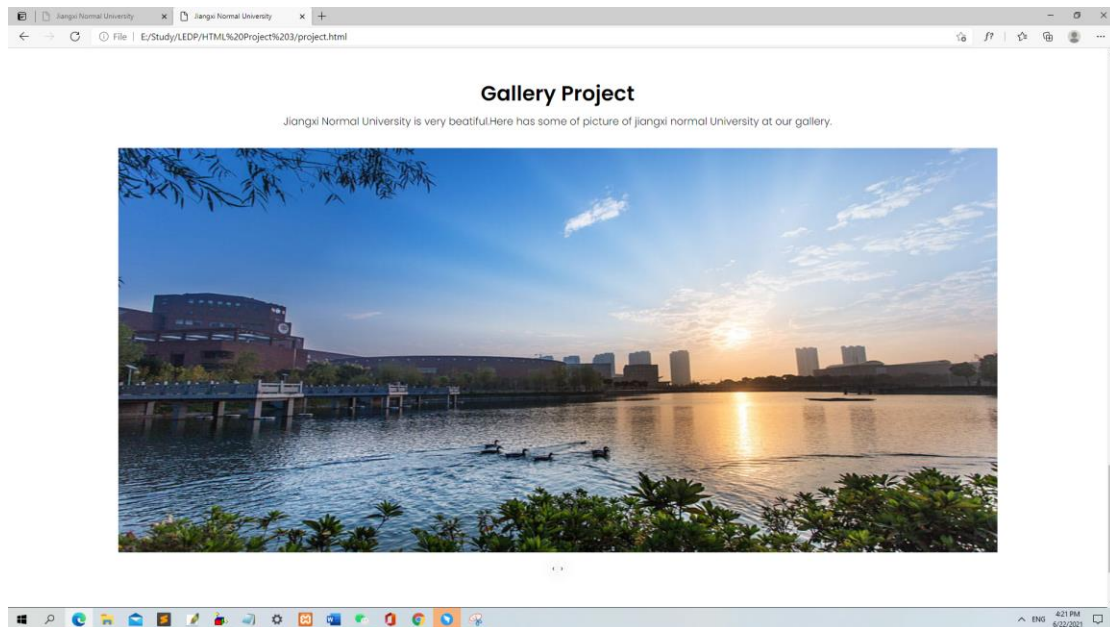 Jiangxi Normal University
Jiangxi Normal University
File E:/Study/LEDP/HTML%20Project%203/project.html
Gallery Project
Jiangxi Normal University is very beatiful.Here has some of picture of jiangxi normal University at our gallery.
ENG
4:21 PM
6/22/2021